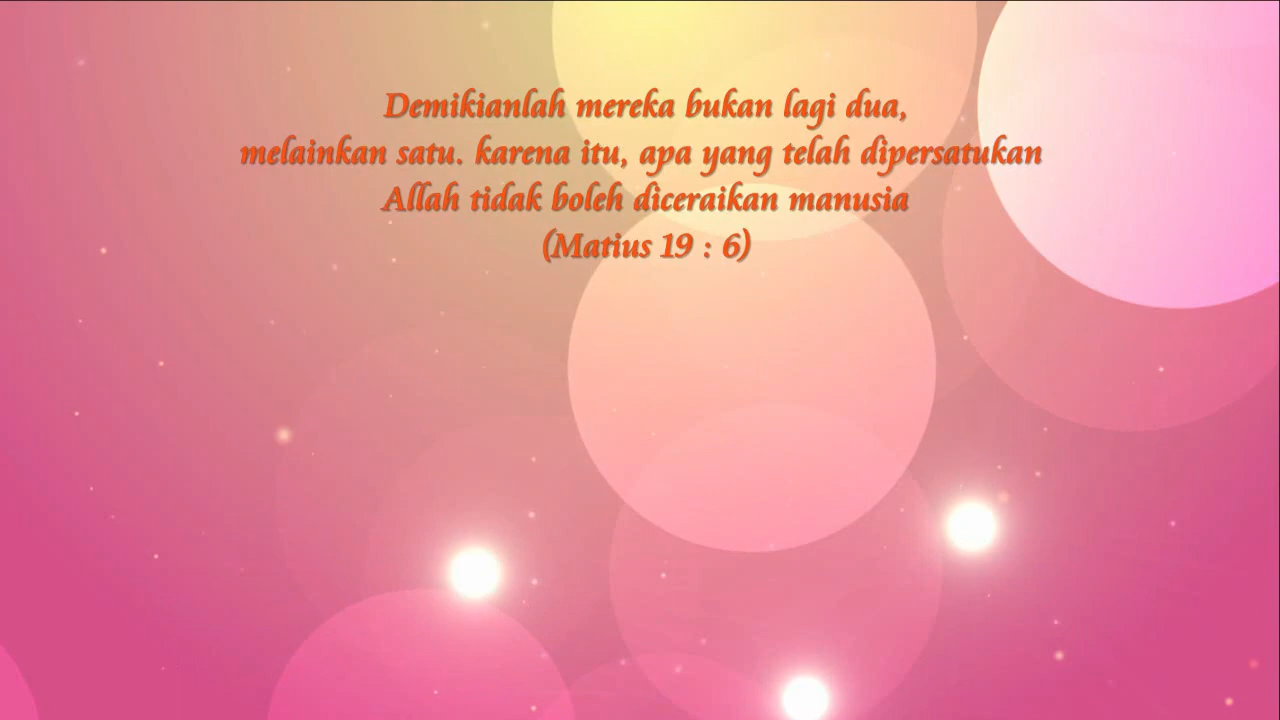 Demikianlah mereka bukan lagi dua,
melainkan satu. karena itu, apa yang telah dipersatukan
Allah tidak boleh diceraikan manusia
(Matius 19 : 6)